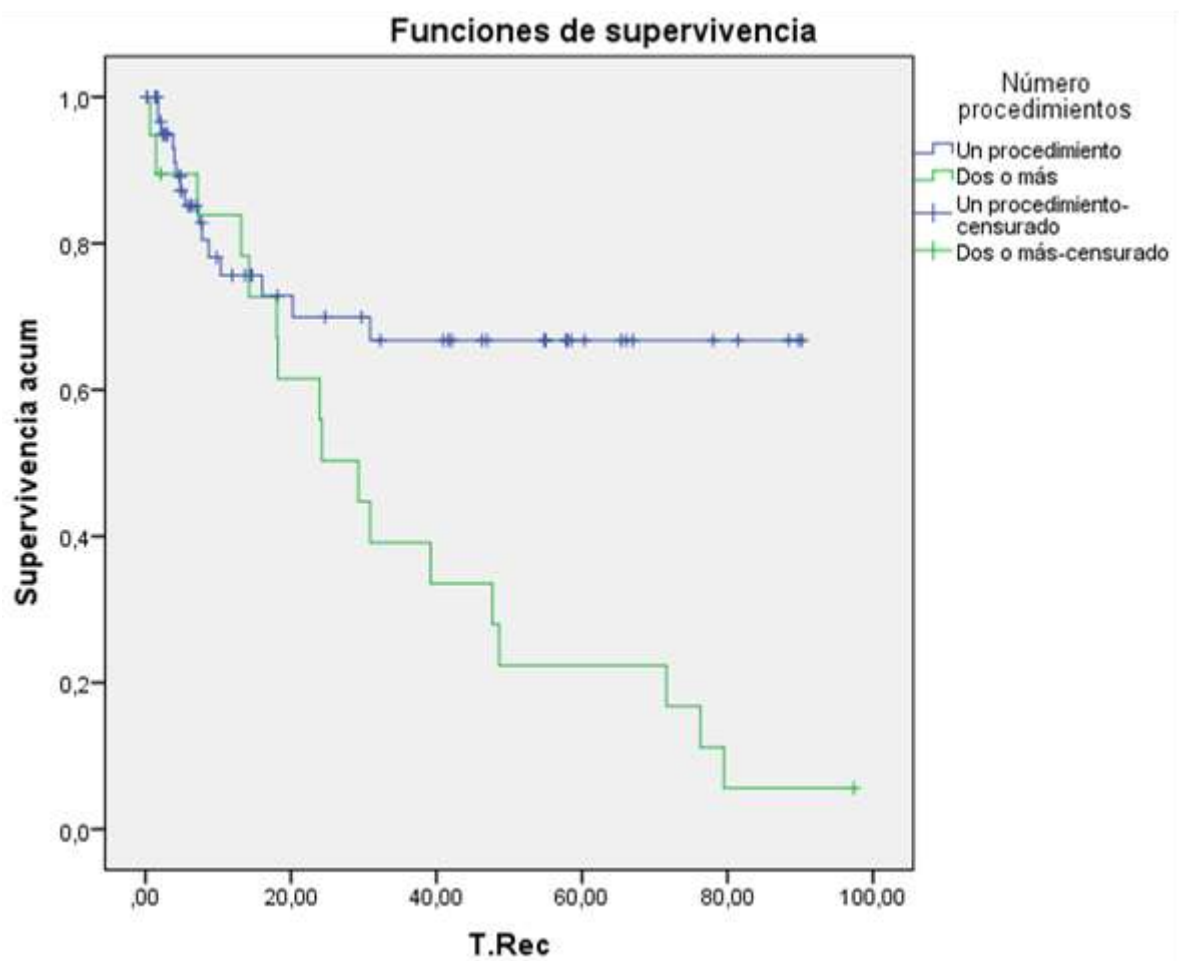 Funciones de supervivencia
Número
procedimientos
Un procedimiento
Dos o más
Un procedimiento-
censurado
Dos o más-censurado
Supervivencia acum
1,0
0,8
0,6
0,4
0,2
0,0
,00
20,00
40,00
60,00
80,00
100,00
T.Rec